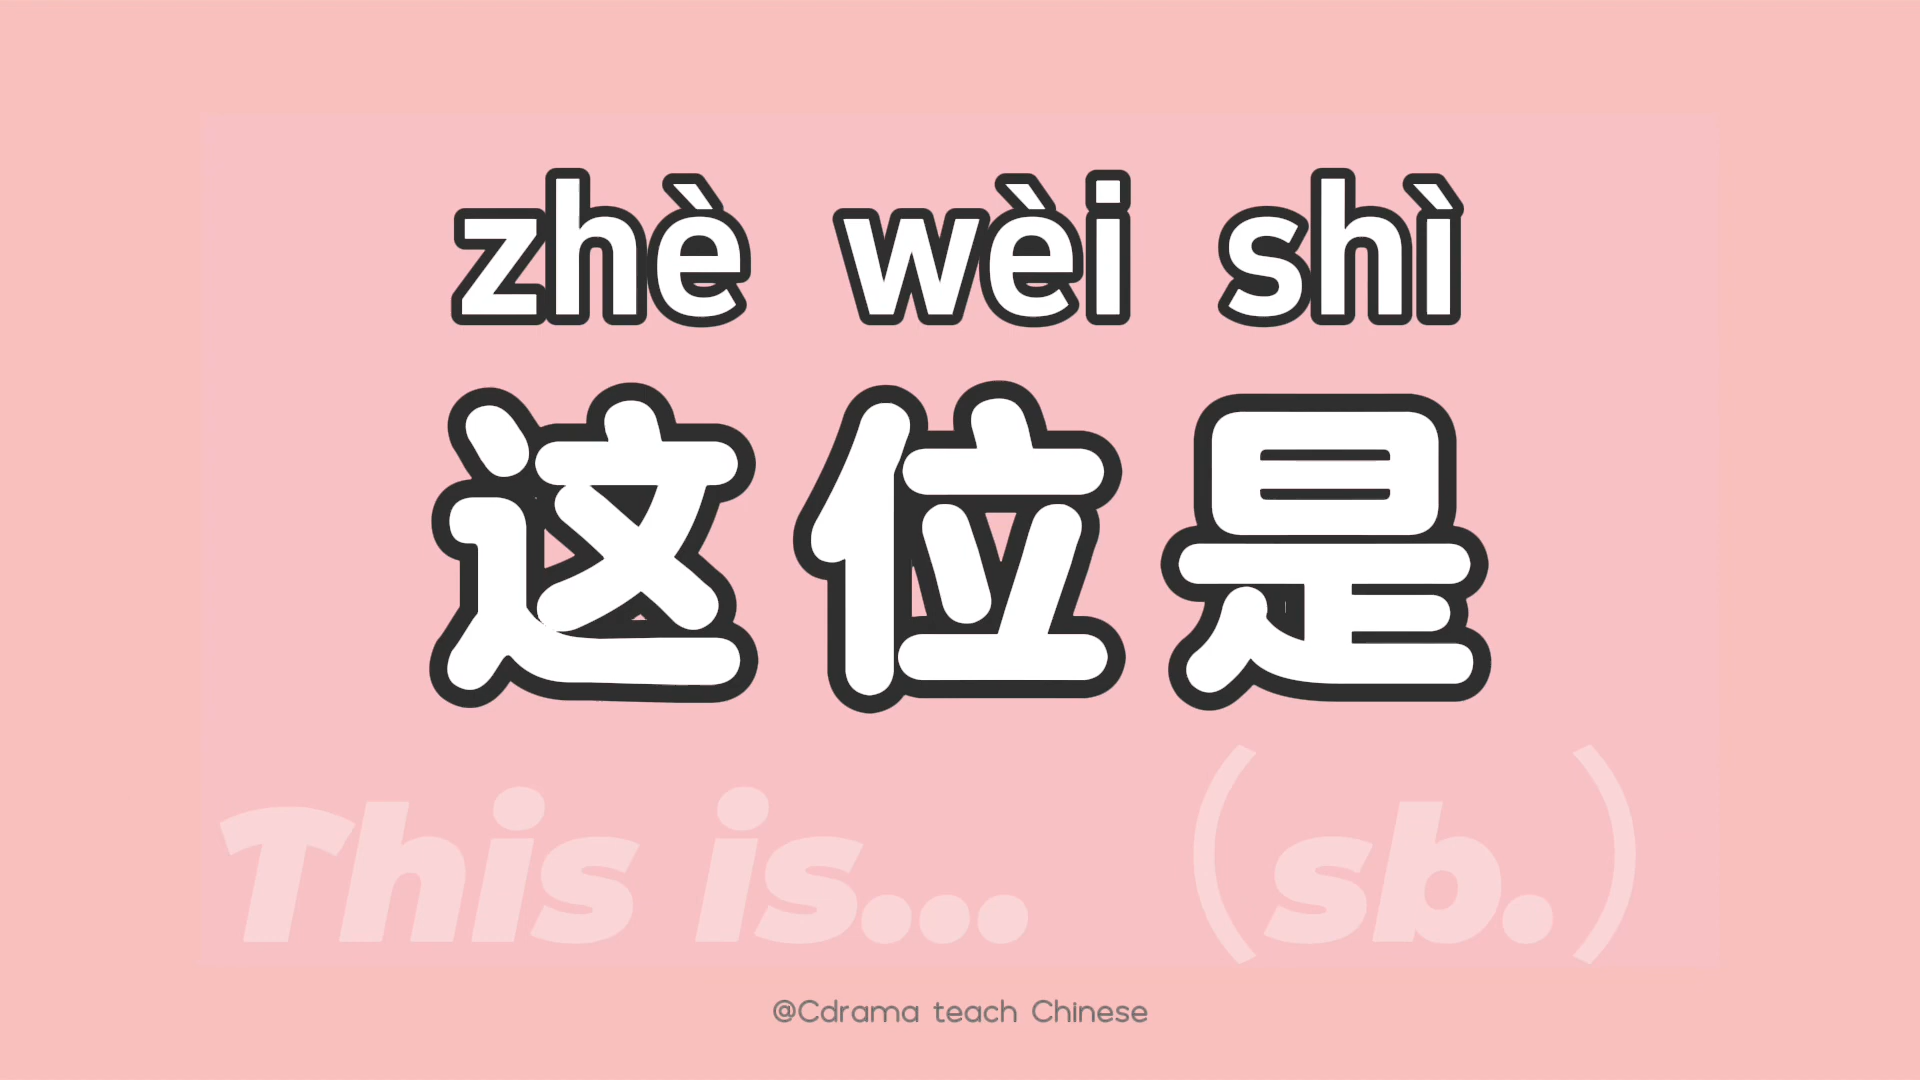 zhè wèi shì
这位是
This is... (sb.)
@Cdrama teach Chinese